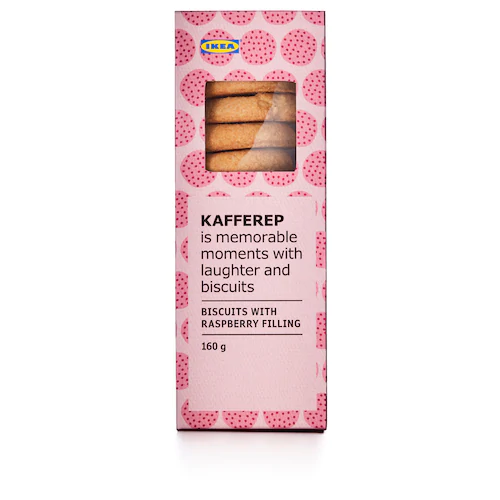 IKEA
KAFFEREP
is memorable
moments with
laughter and
biscuits
BISCUITS WITH
RASPBERRY FILLING
160 g